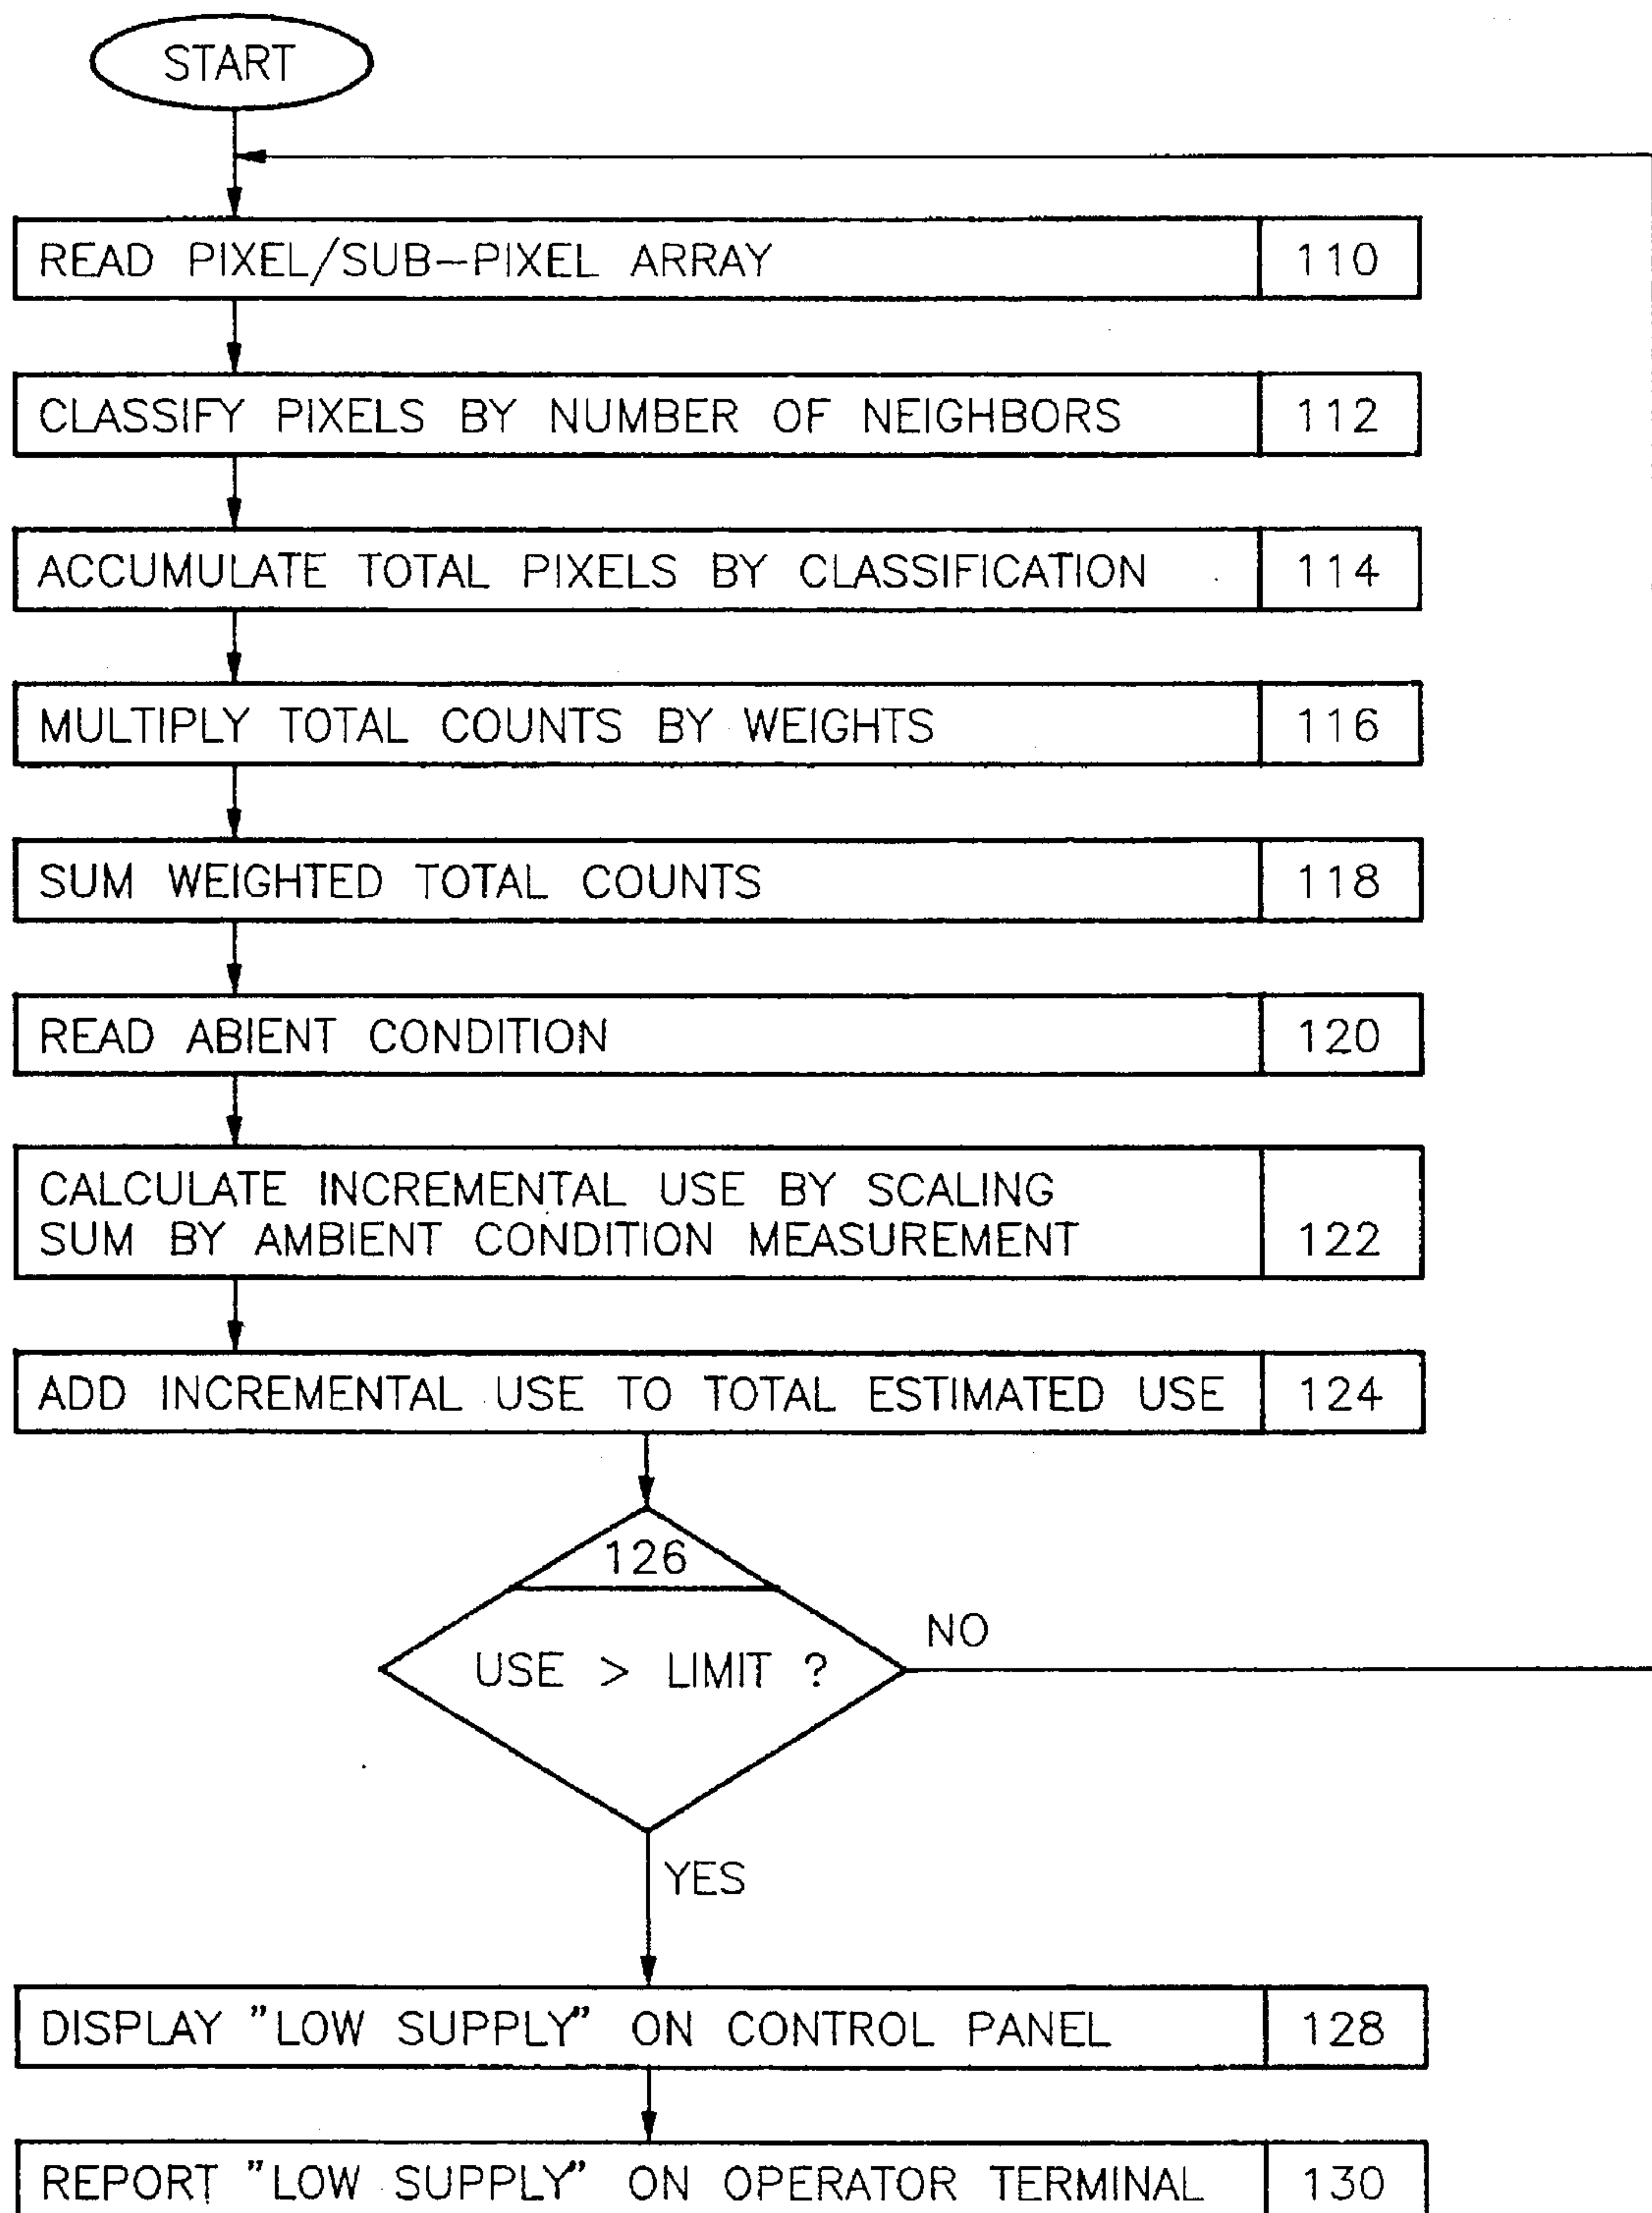 START
READ PIXEL/SUB-PIXEL ARRAY 110
CLASSIFY PIXELS BY NUMBER OF NEIGHBORS 112
ACCUMULATE TOTAL PIXELS BY CLASSIFICATION 114
MULTIPLY TOTAL COUNTS BY WEIGHTS 116
SUM WEIGHTED TOTAL COUNTS 118
READ ABIENT CONDITION 120
CALCULATE INCREMENTAL USE BY SCALING
SUM BY AMBIENT CONDITION MEASUREMENT 122
ADD INCREMENTAL USE TO TOTAL ESTIMATED USE 124
126
NO
USE > LIMIT ?
YES
DISPLAY "LOW SUPPLY" ON CONTROL PANEL 128
REPORT "LOW SUPPLY" ON OPERATOR TERMINAL 130